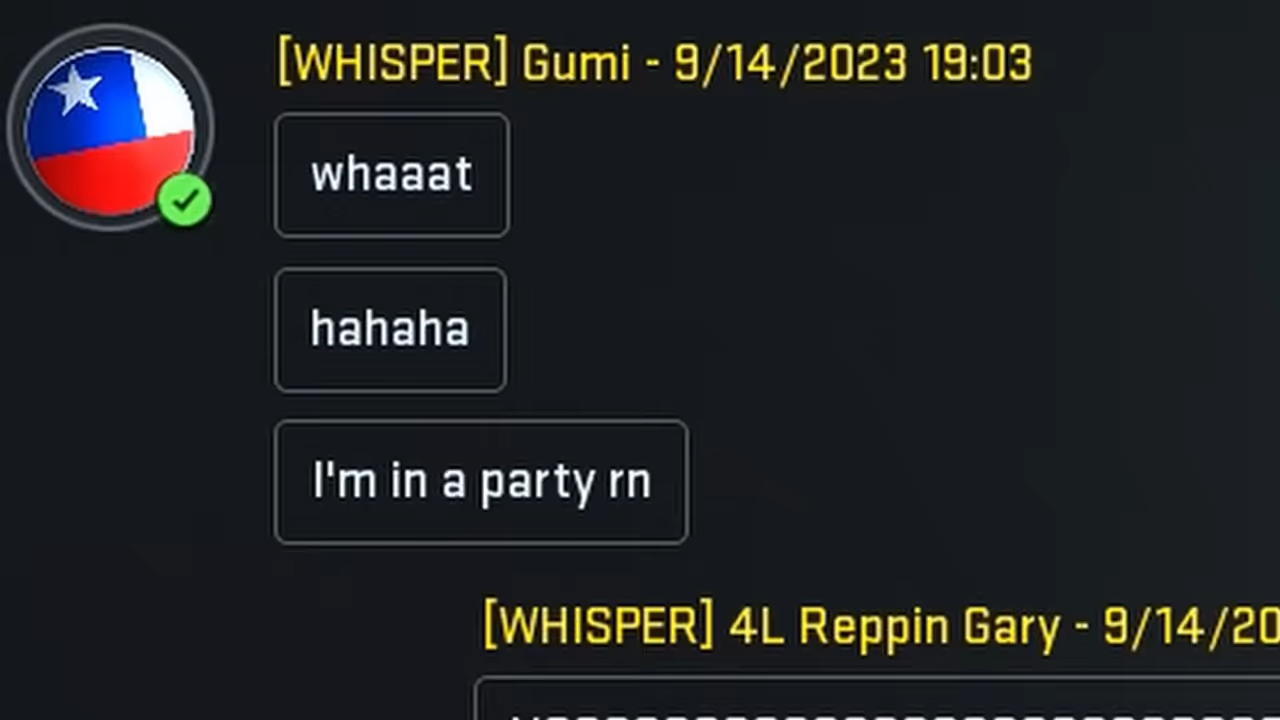 [WHISPER] Gumi - 9/14/2023 19:03
whaaat
hahaha
I'm in a party rn
[WHISPER] 4L Reppin Gary - 9/14/20